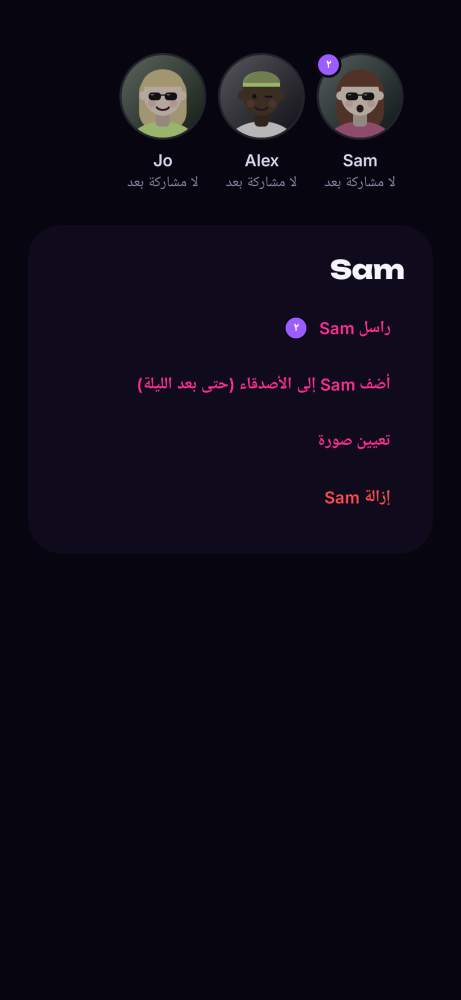 ٢
Sam
Alex
Jo
لا مشاركة بعد
لا مشاركة بعد
لا مشاركة بعد
Sam
راسل Sam ٢
أضف Sam إلى الأصدقاء (حتى بعد الليلة)
تعيين صورة
إزالة Sam